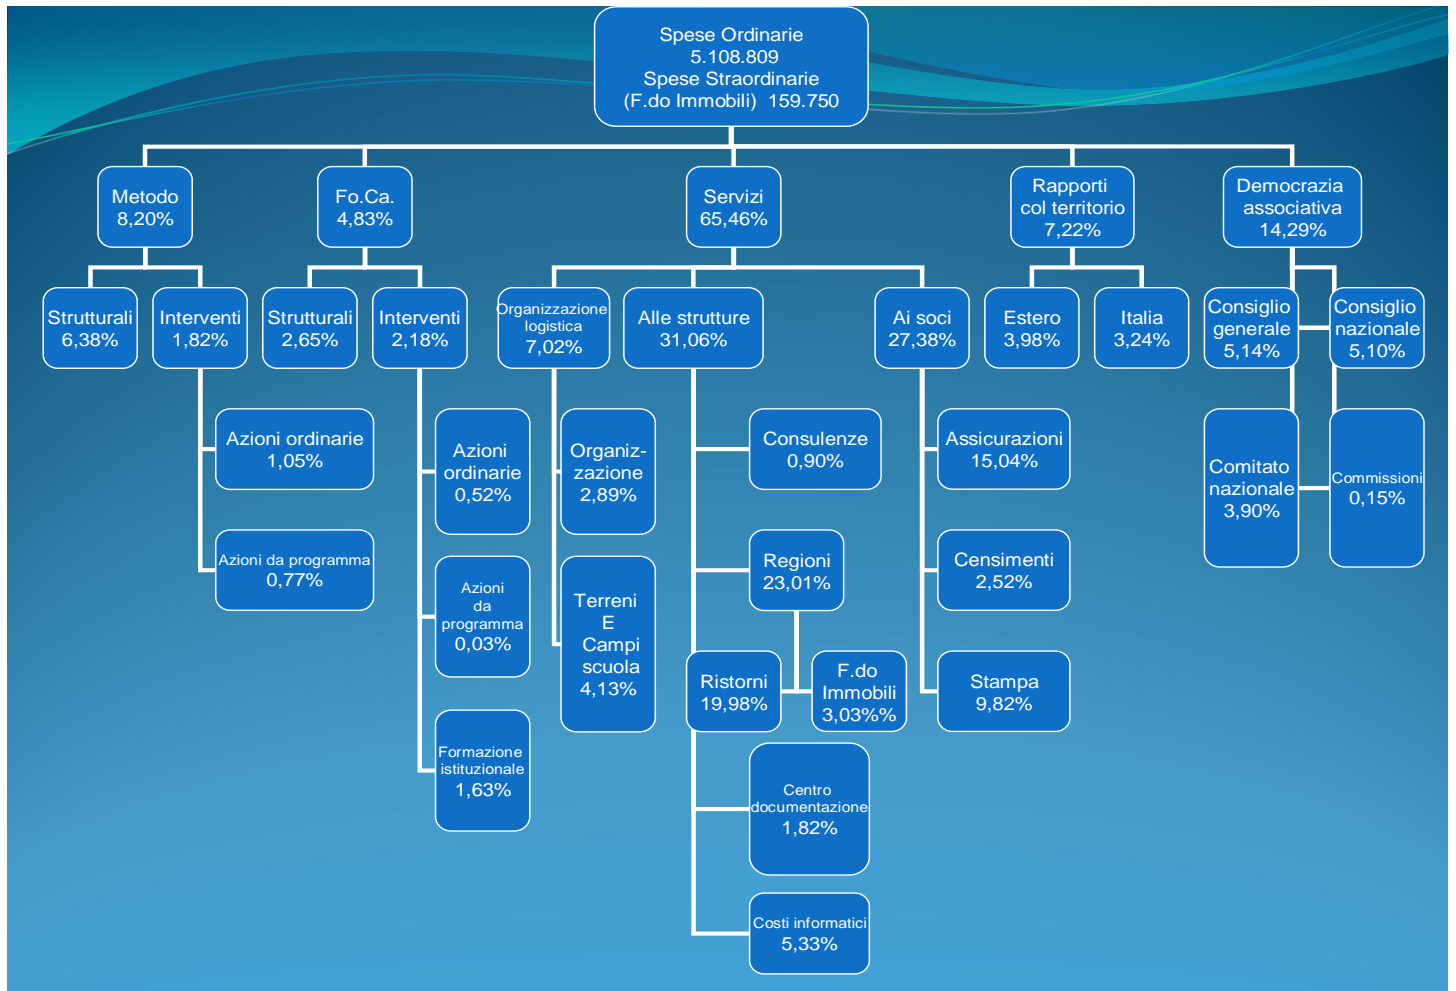 Spese Ordinarie
5.108.809
Spese Straordinarie
(F.do Immobili)  159.750
Metodo
8,20%
Fo.Ca.
4,83%
Servizi
65,46%
Rapporti
col territorio
7,22%
Democrazia
associativa
14,29%
Strutturali
6,38%
Interventi
1,82%
Strutturali
2,65%
Interventi
2,18%
Organizzazione
logistica
7,02%
Alle strutture
31,06%
Ai soci
27,38%
Estero
3,98%
Italia
3,24%
Consiglio
generale
5,14%
Consiglio
nazionale
5,10%
Azioni ordinarie
1,05%
Azioni
ordinarie
0,52%
Organiz-
zazione
2,89%
Consulenze
0,90%
Assicurazioni
15,04%
Comitato
nazionale
3,90%
Commissioni
0,15%
Azioni da programma
0,77%
Azioni
da
programma
0,03%
Terreni
E
Campi
scuola
4,13%
Regioni
23,01%
Censimenti
2,52%
Ristorni
19,98%
F.do
Immobili
3,03%%
Stampa
9,82%
Formazione
istituzionale
1,63%
Centro
documentazione
1,82%
Costi informatici
5,33%